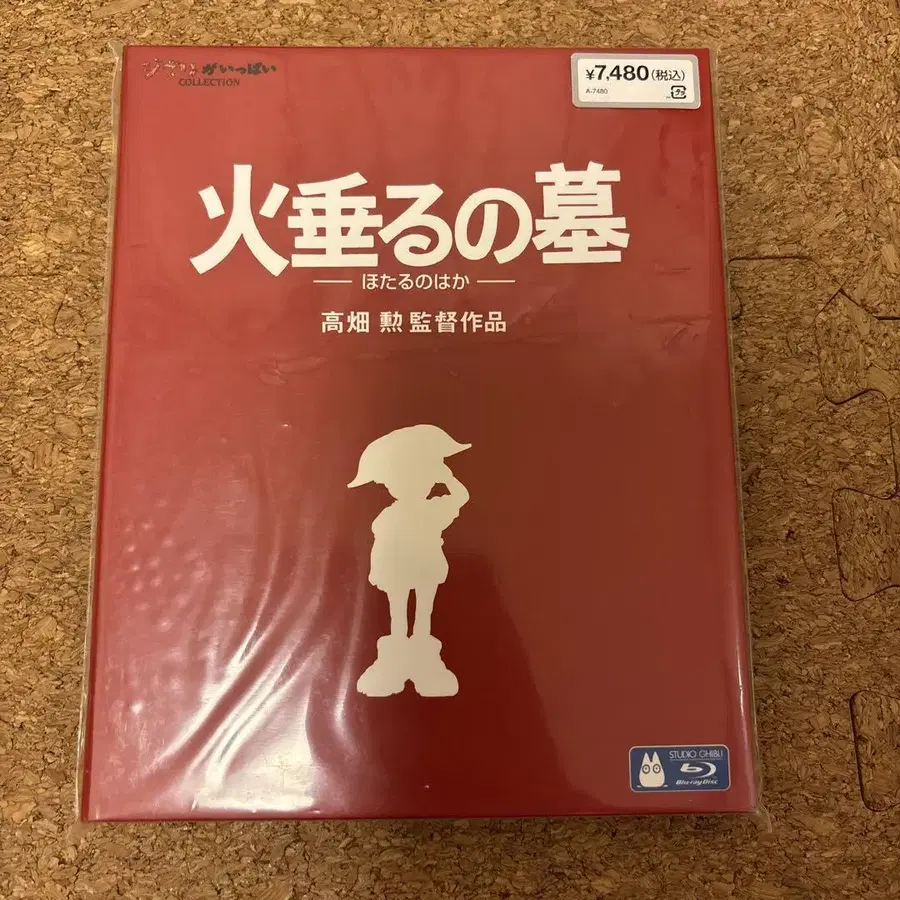 ジブリがいっぱい
COLLECTION
¥7,480(税込)
A-7480
火垂るの墓
ほたるのはか
高畑 勲 監督作品
STUDIO GHIBLI
Blu-ray Disc